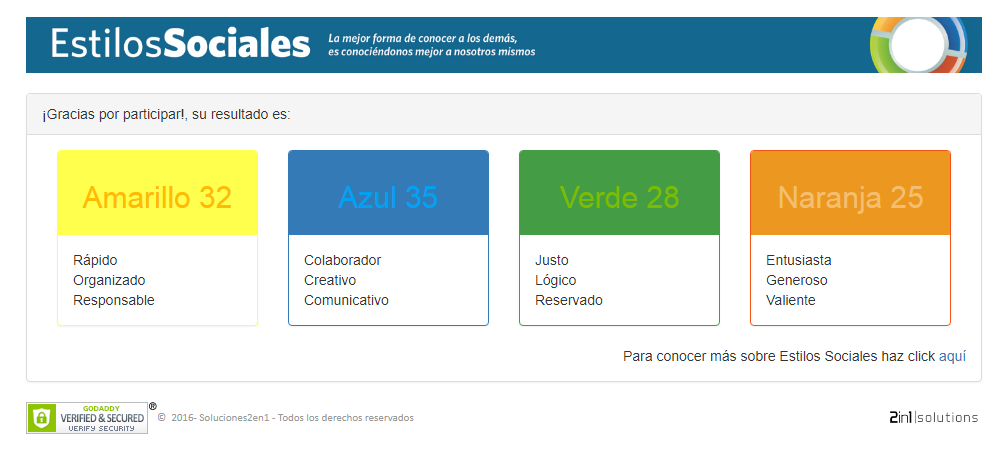 EstilosSociales
La mejor forma de conocer a los demás,
es conociéndonos mejor a nosotros mismos
¡Gracias por participar!, su resultado es:
Amarillo 32
Rápido
Organizado
Responsable
Azul 35
Colaborador
Creativo
Comunicativo
Verde 28
Justo
Lógico
Reservado
Naranja 25
Entusiasta
Generoso
Valiente
Para conocer más sobre Estilos Sociales haz click aquí
GODADDY
VERIFIED & SECURED
VERIFY SECURITY
®
© 2016- Soluciones2en1 - Todos los derechos reservados
2in1|solutions